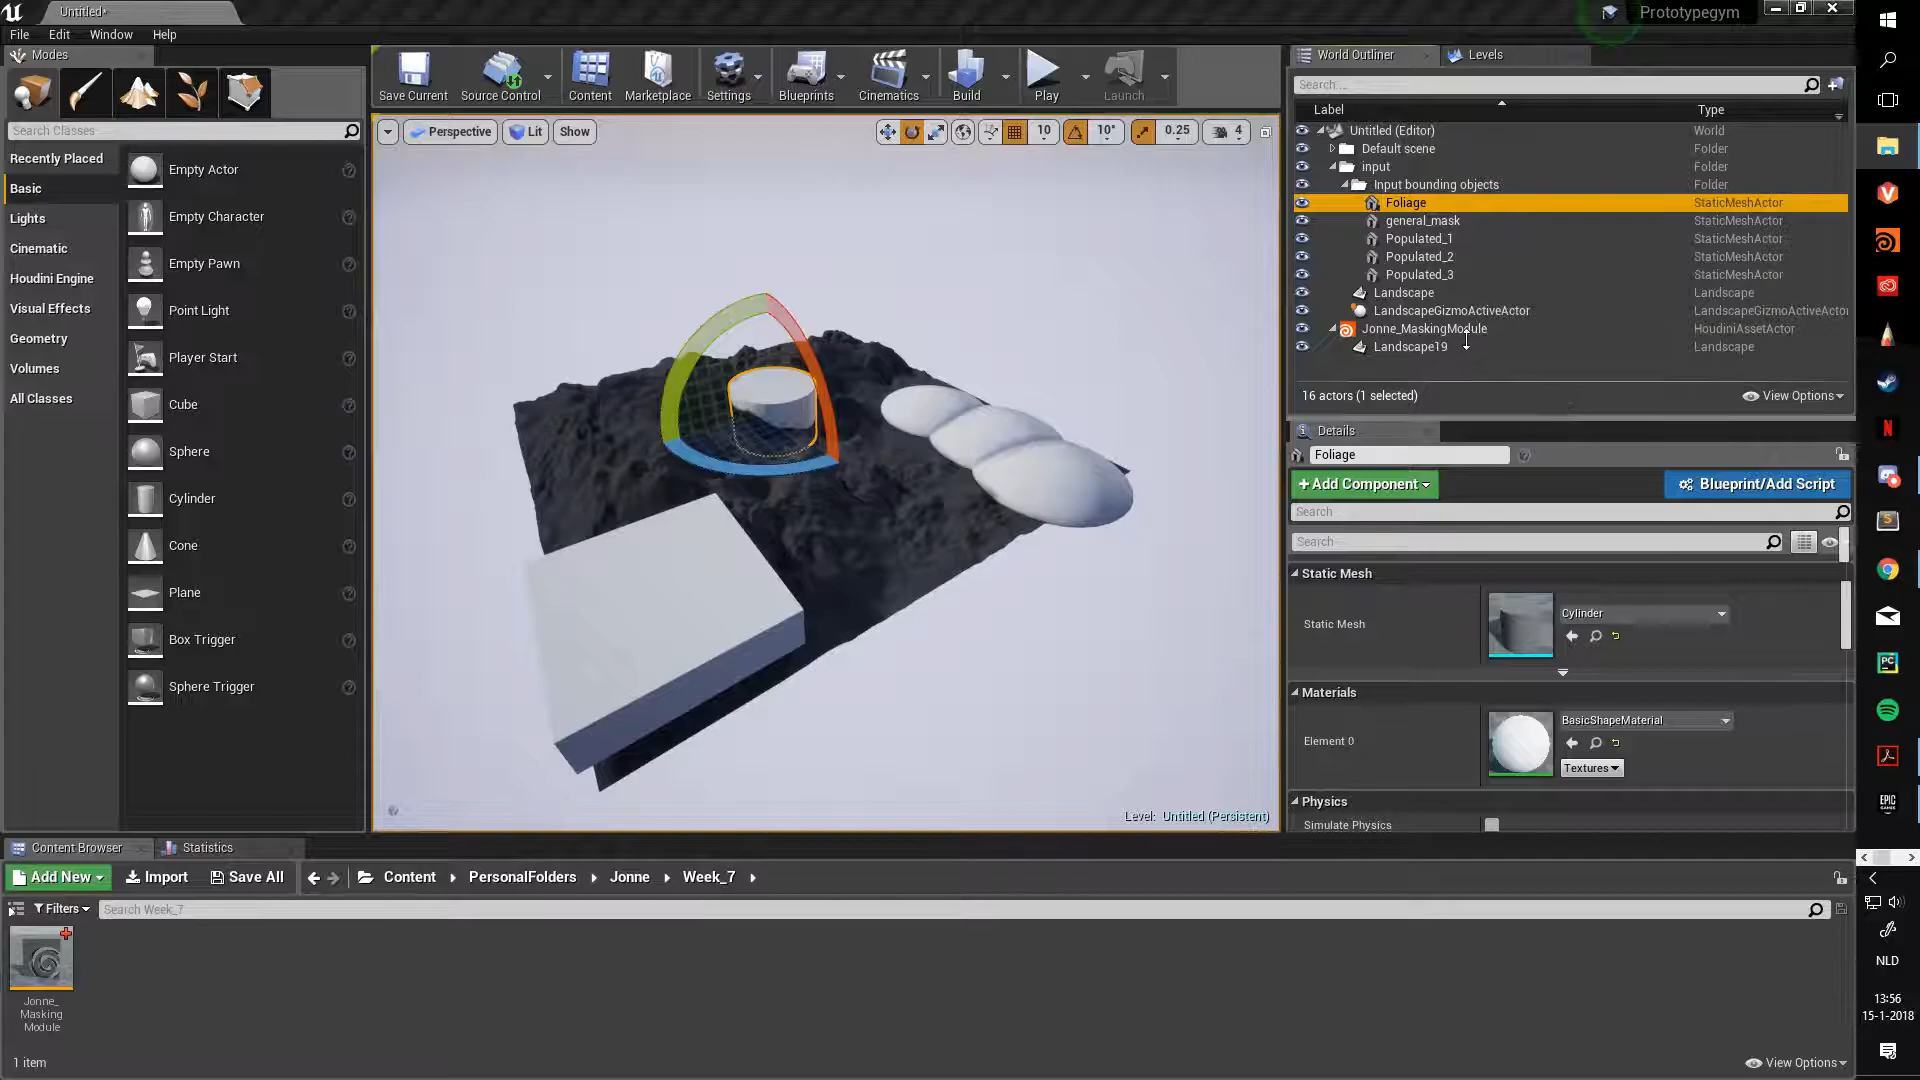 Untitled*
Prototypegym
File Edit Window Help
Modes
Search Classes
Recently Placed
Basic
Lights
Cinematic
Houdini Engine
Visual Effects
Geometry
Volumes
All Classes
Empty Actor
Empty Character
Empty Pawn
Point Light
Player Start
Cube
Sphere
Cylinder
Cone
Plane
Box Trigger
Sphere Trigger
Save Current Source Control Content Marketplace Settings Blueprints Cinematics Build Play Launch
Perspective Lit Show 10 10° 0.25 4
Level: Untitled (Persistent)
World Outliner Levels
Search...
Label Type
Untitled (Editor) World
Default scene Folder
input Folder
Input bounding objects Folder
Foliage StaticMeshActor
general_mask StaticMeshActor
Populated_1 StaticMeshActor
Populated_2 StaticMeshActor
Populated_3 StaticMeshActor
Landscape Landscape
LandscapeGizmoActiveActor LandscapeGizmoActiveActor
Jonne_MaskingModule HoudiniAssetActor
Landscape19 Landscape
16 actors (1 selected) View Options
Details
Foliage
+Add Component Blueprint/Add Script
Search
Search
Static Mesh
Static Mesh Cylinder
Materials
Element 0 BasicShapeMaterial
Textures
Physics
Simulate Physics
Content Browser Statistics
Add New Import Save All Content PersonalFolders Jonne Week_7
Filters Search Week_7
Jonne_
Masking
Module
1 item View Options
PC
EPIC
GAMES
NLD
13:56
15-1-2018